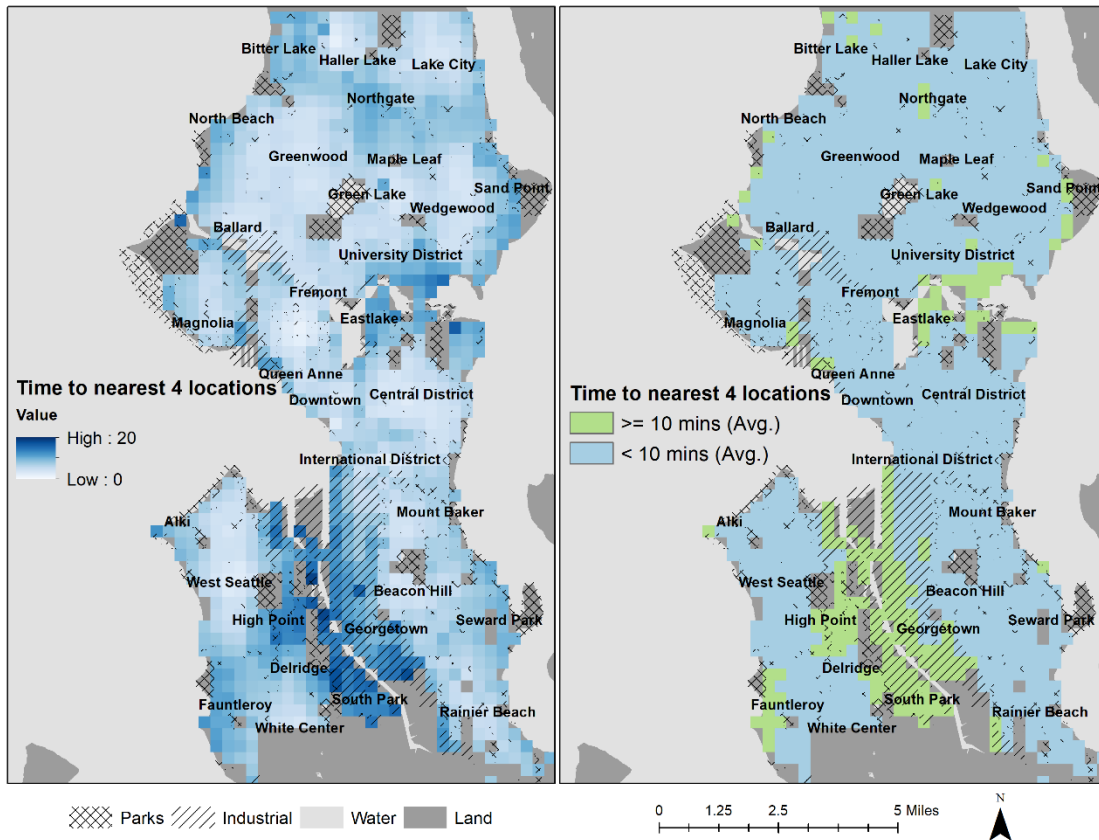 Bitter Lake
Haller Lake
Lake City
Northgate
North Beach
Greenwood
Maple Leaf
Sand Point
Green Lake
Wedgewood
Ballard
University District
Fremont
Eastlake
Magnolia
Queen Anne
Downtown
Central District
International District
Mount Baker
Alki
West Seattle
Beacon Hill
High Point
Georgetown
Seward Park
Delridge
South Park
Fauntleroy
Rainier Beach
White Center
Time to nearest 4 locations
Value
High : 20
Low : 0
Bitter Lake
Haller Lake
Lake City
Northgate
North Beach
Greenwood
Maple Leaf
Sand Point
Green Lake
Wedgewood
Ballard
University District
Fremont
Eastlake
Magnolia
Queen Anne
Downtown
Central District
International District
Mount Baker
Alki
West Seattle
Beacon Hill
High Point
Georgetown
Seward Park
Delridge
South Park
Fauntleroy
Rainier Beach
White Center
Time to nearest 4 locations
>= 10 mins (Avg.)
< 10 mins (Avg.)
Parks Industrial Water Land
0 1.25 2.5 5 Miles
N